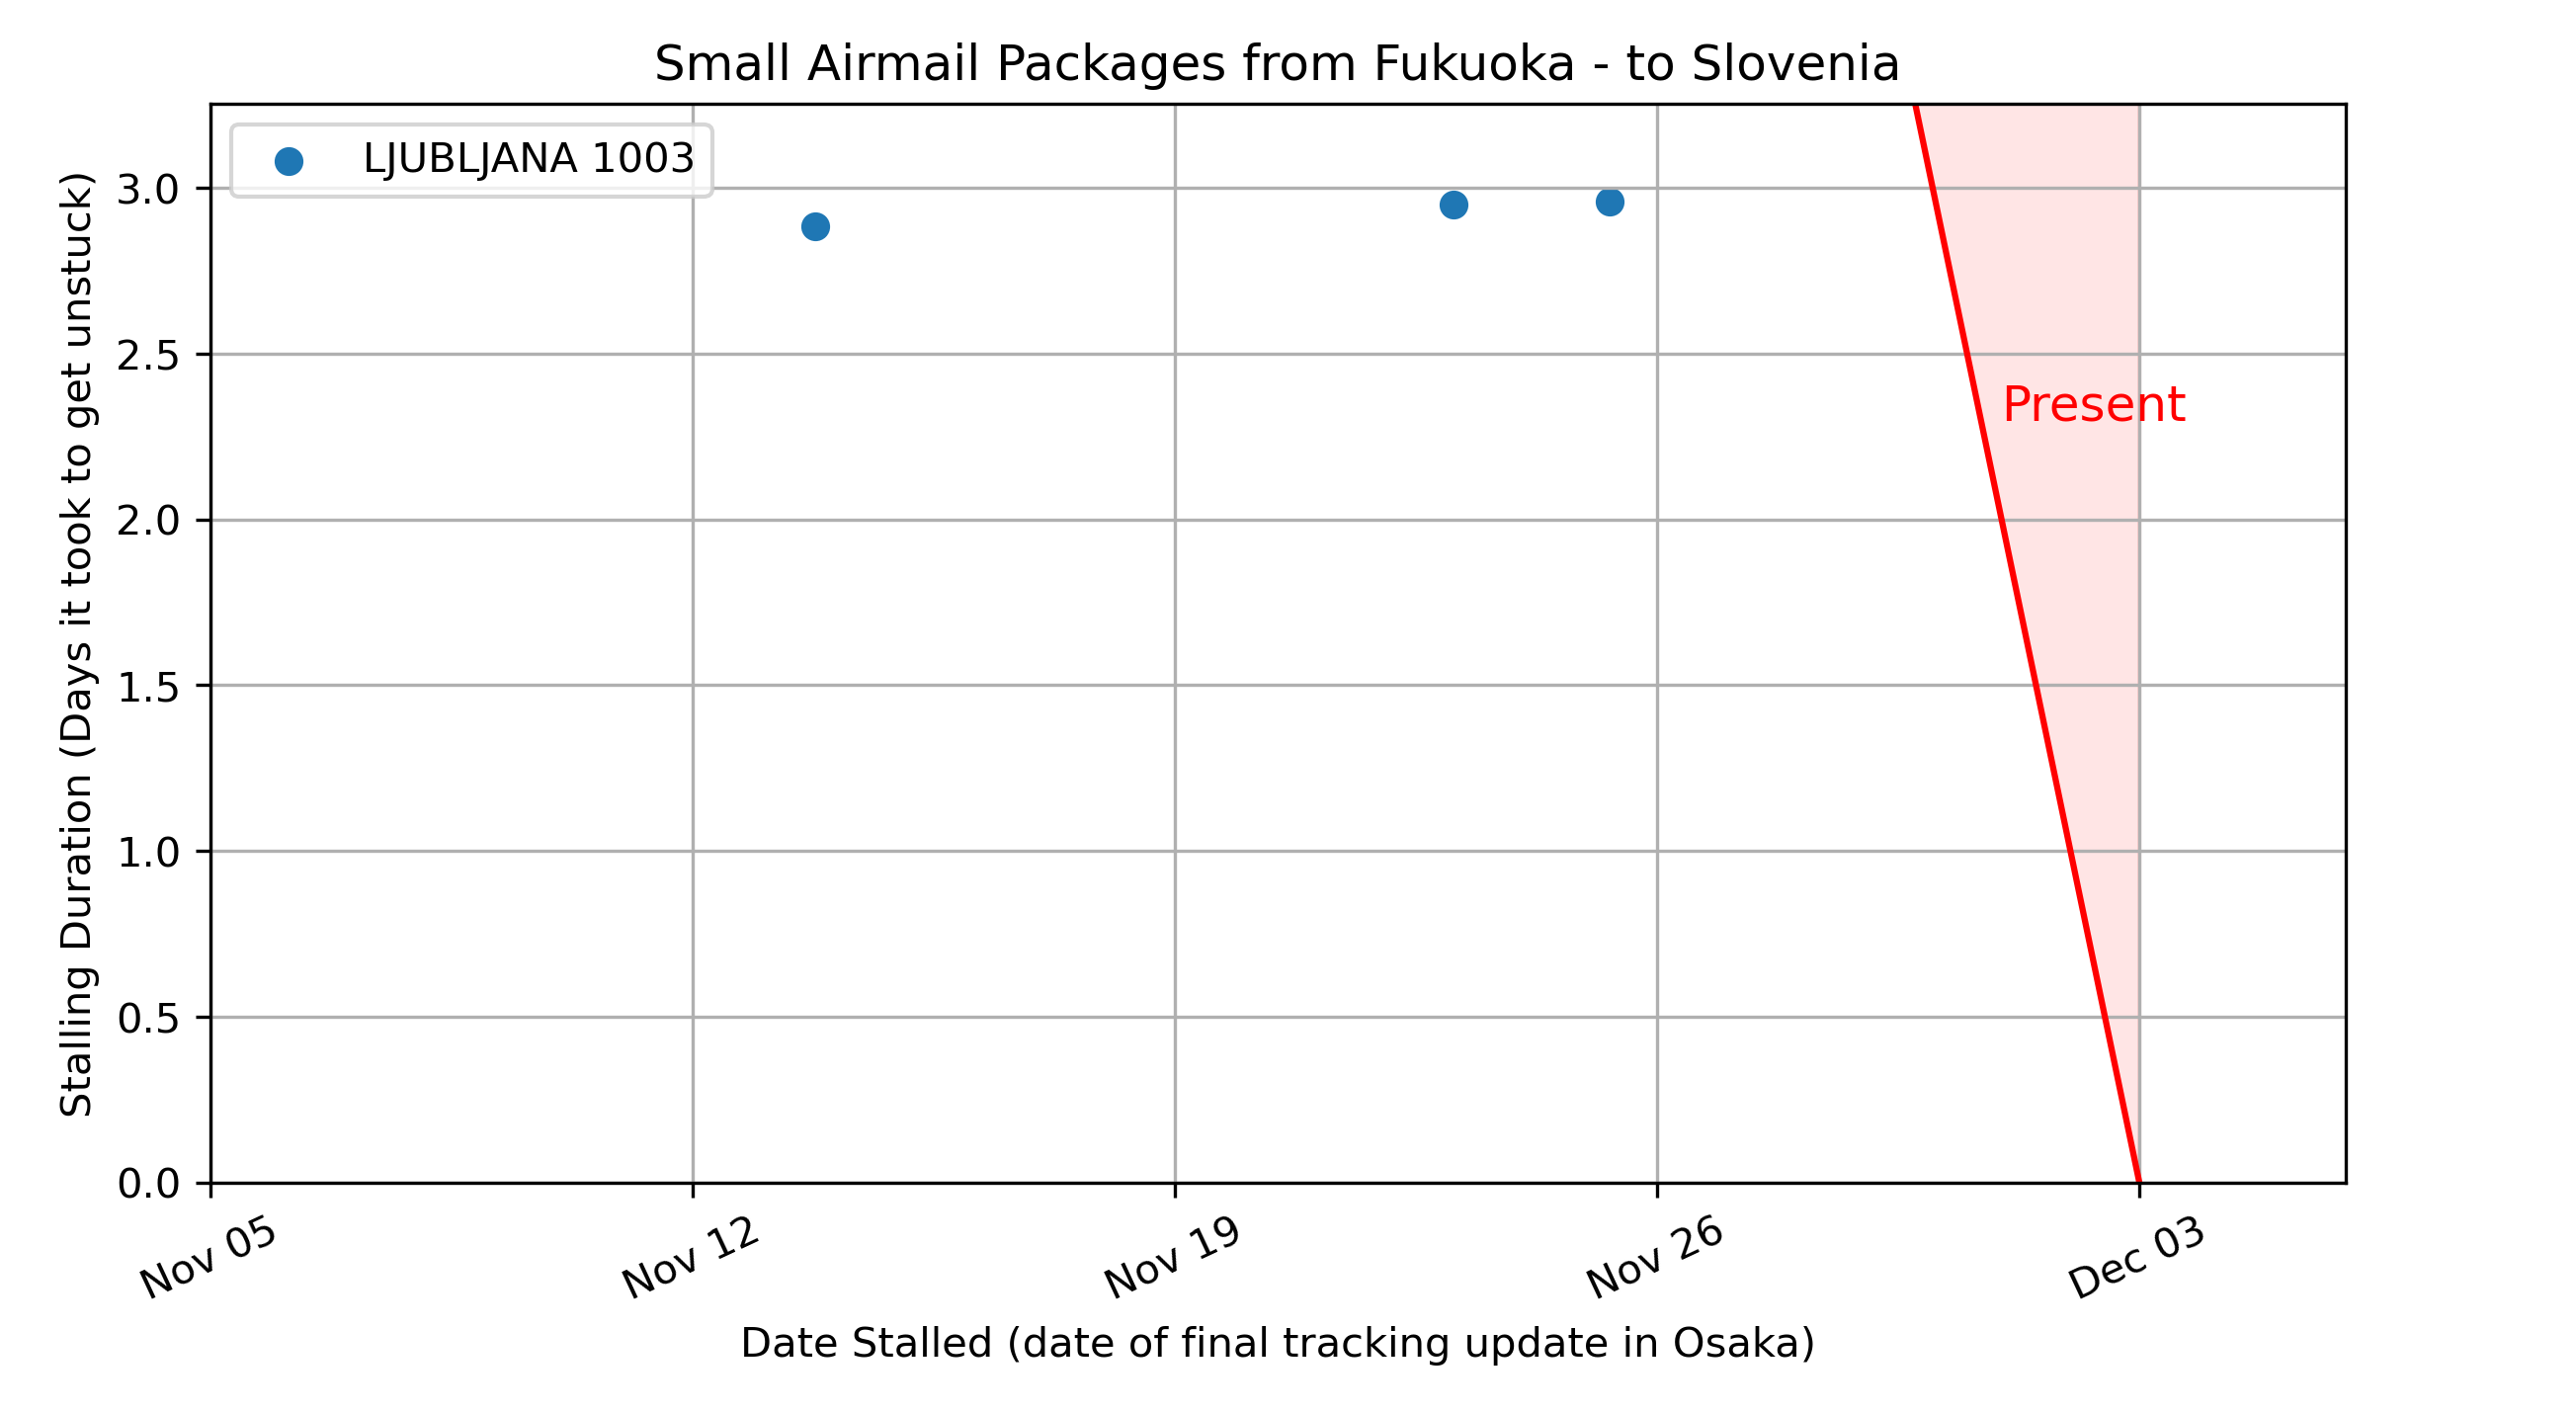 Small Airmail Packages from Fukuoka - to Slovenia
LJUBLJANA 1003
Stalling Duration (Days it took to get unstuck)
3.0
2.5
2.0
1.5
1.0
0.5
0.0
Present
Nov 05
Nov 12
Nov 19
Nov 26
Dec 03
Date Stalled (date of final tracking update in Osaka)